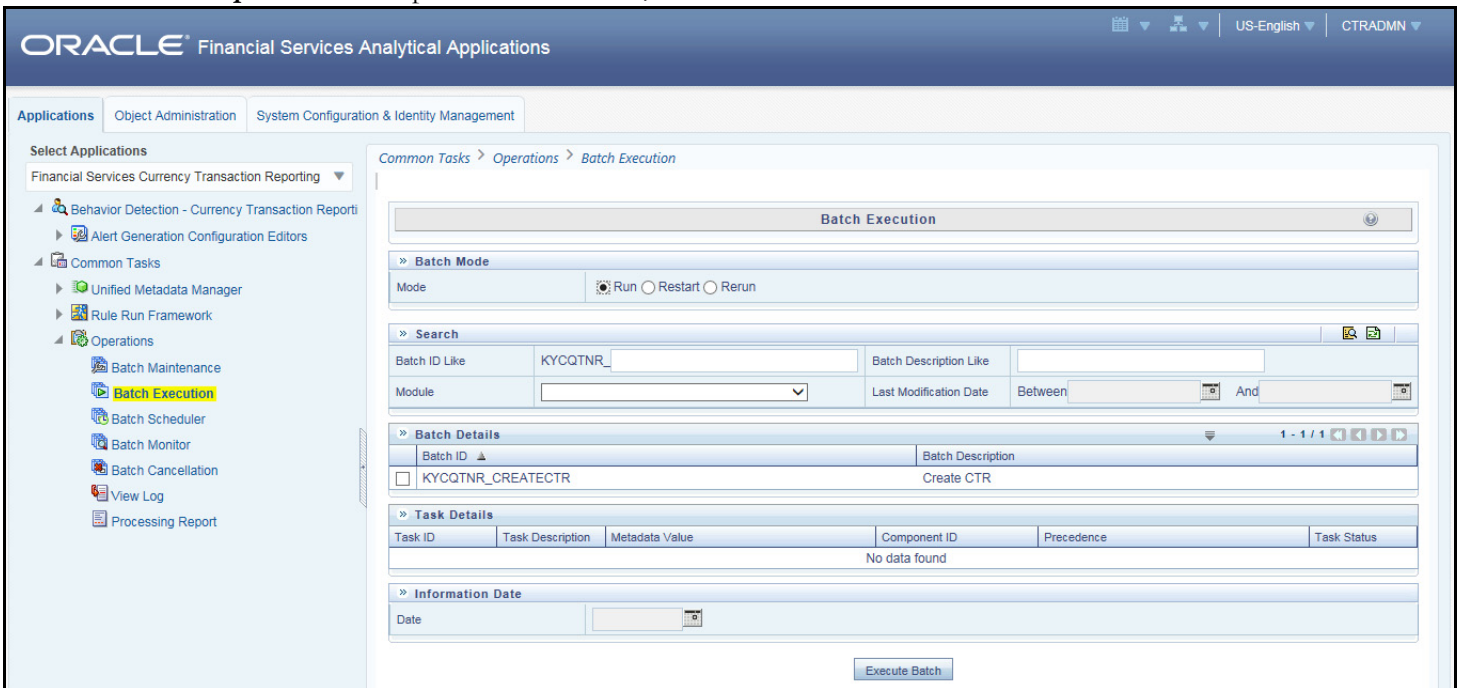 ORACLE® Financial Services Analytical Applications
US-English
CTRADMN
Applications
Object Administration
System Configuration & Identity Management
Select Applications
Financial Services Currency Transaction Reporting
Behavior Detection - Currency Transaction Reporti
Alert Generation Configuration Editors
Common Tasks
Unified Metadata Manager
Rule Run Framework
Operations
Batch Maintenance
Batch Execution
Batch Scheduler
Batch Monitor
Batch Cancellation
View Log
Processing Report
Common Tasks > Operations > Batch Execution
Batch Execution
» Batch Mode
Mode Run Restart Rerun
» Search
Batch ID Like KYCQTNR_ Batch Description Like
Module Last Modification Date Between And
» Batch Details 1 - 1 / 1
Batch ID Batch Description
KYCQTNR_CREATECTR Create CTR
» Task Details
Task ID Task Description Metadata Value Component ID Precedence Task Status
No data found
» Information Date
Date
Execute Batch